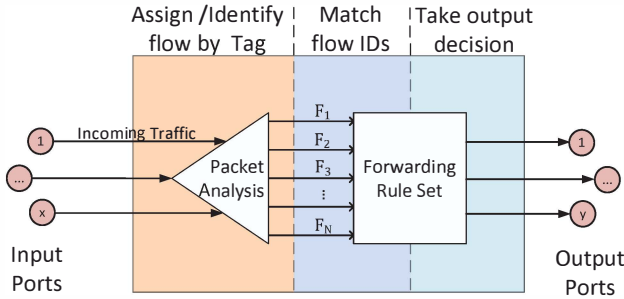 Assign /Identify
flow by Tag
Match
flow IDs
Take output
decision
Incoming Traffic
1
...
x
Input
Ports
Packet
Analysis
F1
F2
F3
⋮
FN
Forwarding
Rule Set
1
...
y
Output
Ports